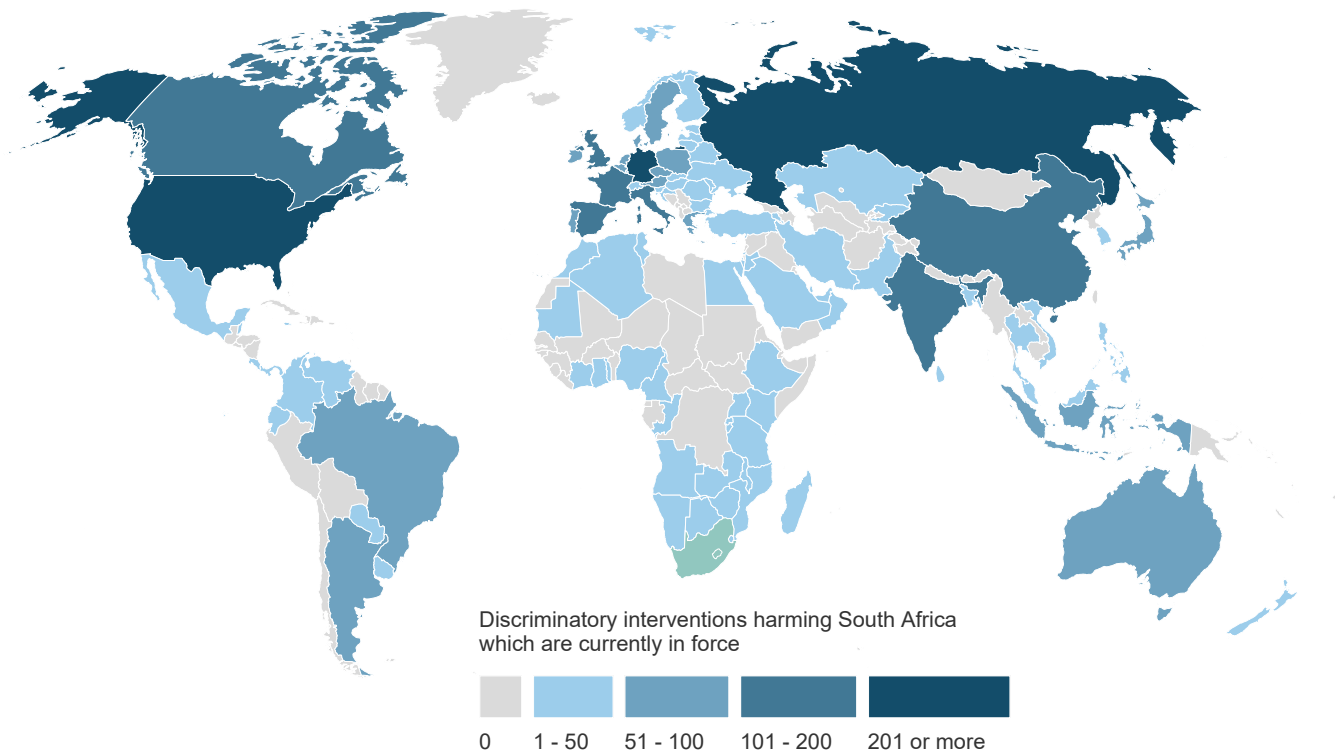 Discriminatory interventions harming South Africa
which are currently in force
0 1 - 50 51 - 100 101 - 200 201 or more